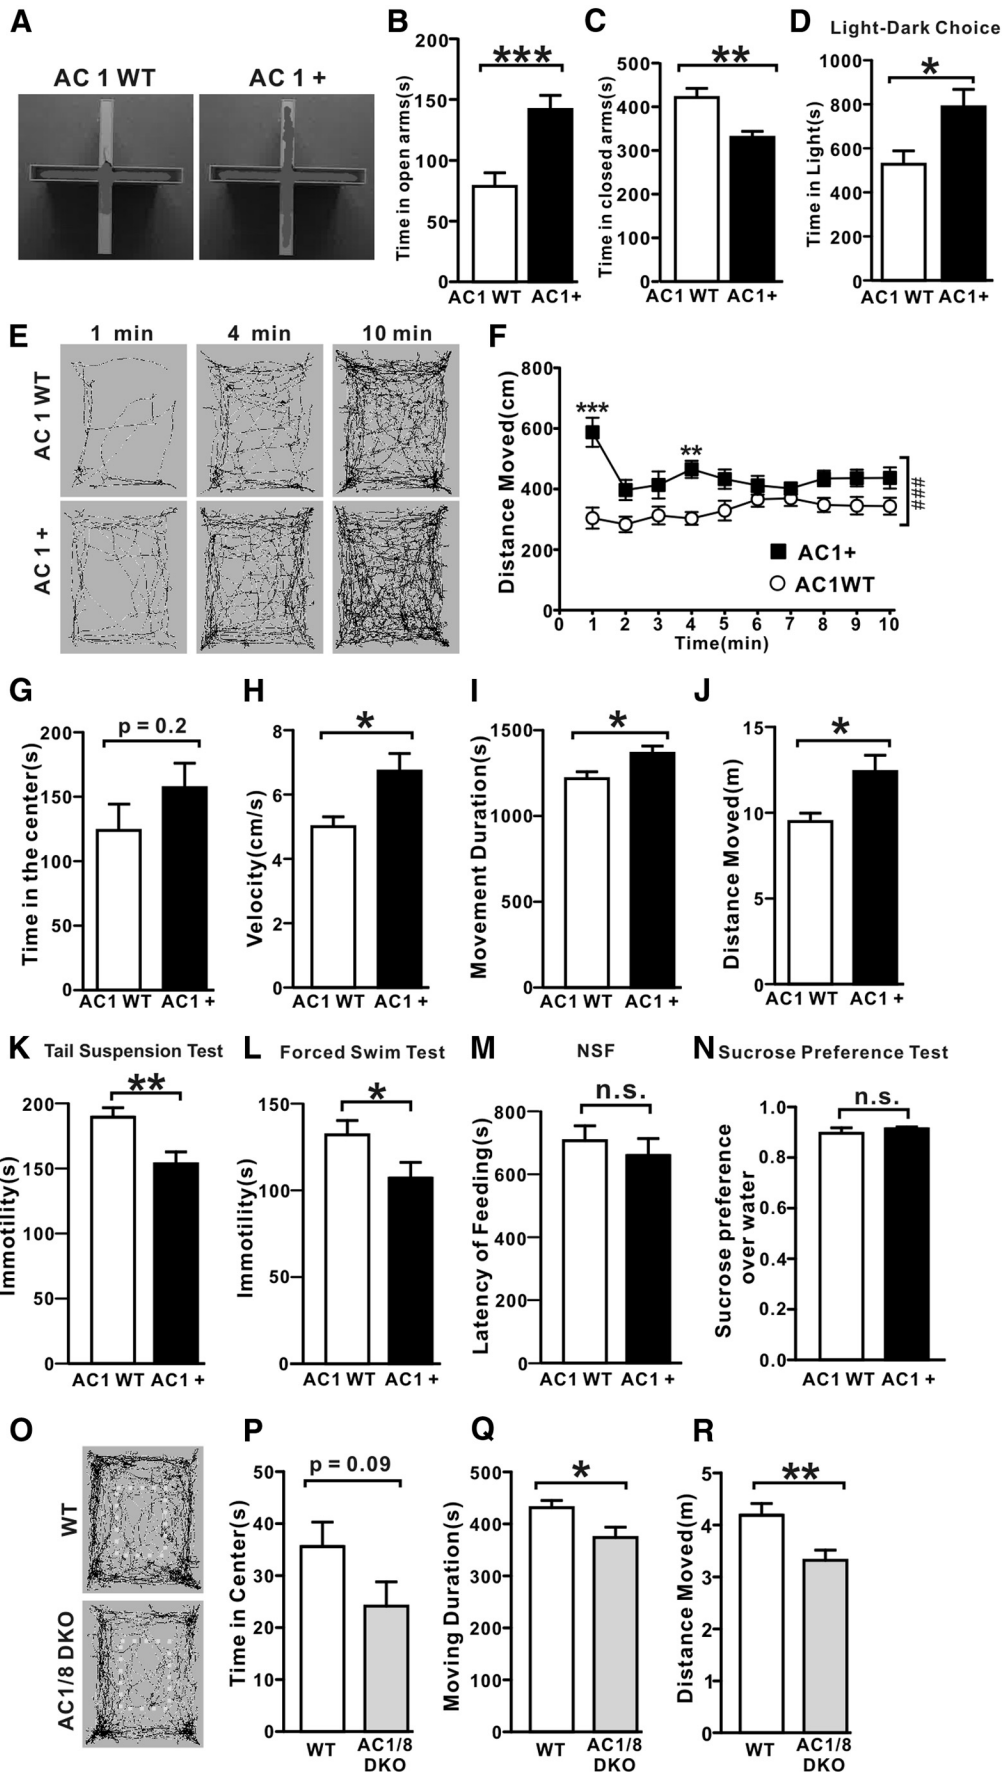 A
AC 1 WT
AC 1 +
B
Time in open arms(s)
200
150
100
50
0
***
AC1 WT AC1+
C
Time in closed arms(s)
500
400
300
200
100
0
**
AC1 WT AC1+
D
Light-Dark Choice
Time in Light(s)
1000
800
600
400
200
0
*
AC1 WT AC1+
E
1 min 4 min 10 min
AC 1 WT
AC 1 +
F
Distance Moved(cm)
800
600
400
200
0
***
**
###
AC1+
AC1WT
0 1 2 3 4 5 6 7 8 9 10
Time(min)
G
Time in the center(s)
200
150
100
50
0
p = 0.2
AC1 WT AC1 +
H
Velocity(cm/s)
8
6
4
2
0
*
AC1 WT AC1 +
I
Movement Duration(s)
1500
1000
500
0
*
AC1 WT AC1 +
J
Distance Moved(m)
15
10
5
0
*
AC1 WT AC1 +
K
Tail Suspension Test
Immotility(s)
200
150
100
50
0
**
AC1 WT AC1 +
L
Forced Swim Test
Immotility(s)
150
100
50
0
*
AC1 WT AC1 +
M
NSF
Latency of Feeding(s)
800
600
400
200
0
n.s.
AC1 WT AC1 +
N
Sucrose Preference Test
Sucrose preference
over water
1.0
0.8
0.6
0.4
0.2
0.0
n.s.
AC1 WT AC1 +
O
WT
AC1/8 DKO
P
Time in Center(s)
50
40
30
20
10
0
p = 0.09
WT AC1/8
DKO
Q
Moving Duration(s)
500
400
300
200
100
0
*
WT AC1/8
DKO
R
Distance Moved(m)
5
4
3
2
1
0
**
WT AC1/8
DKO